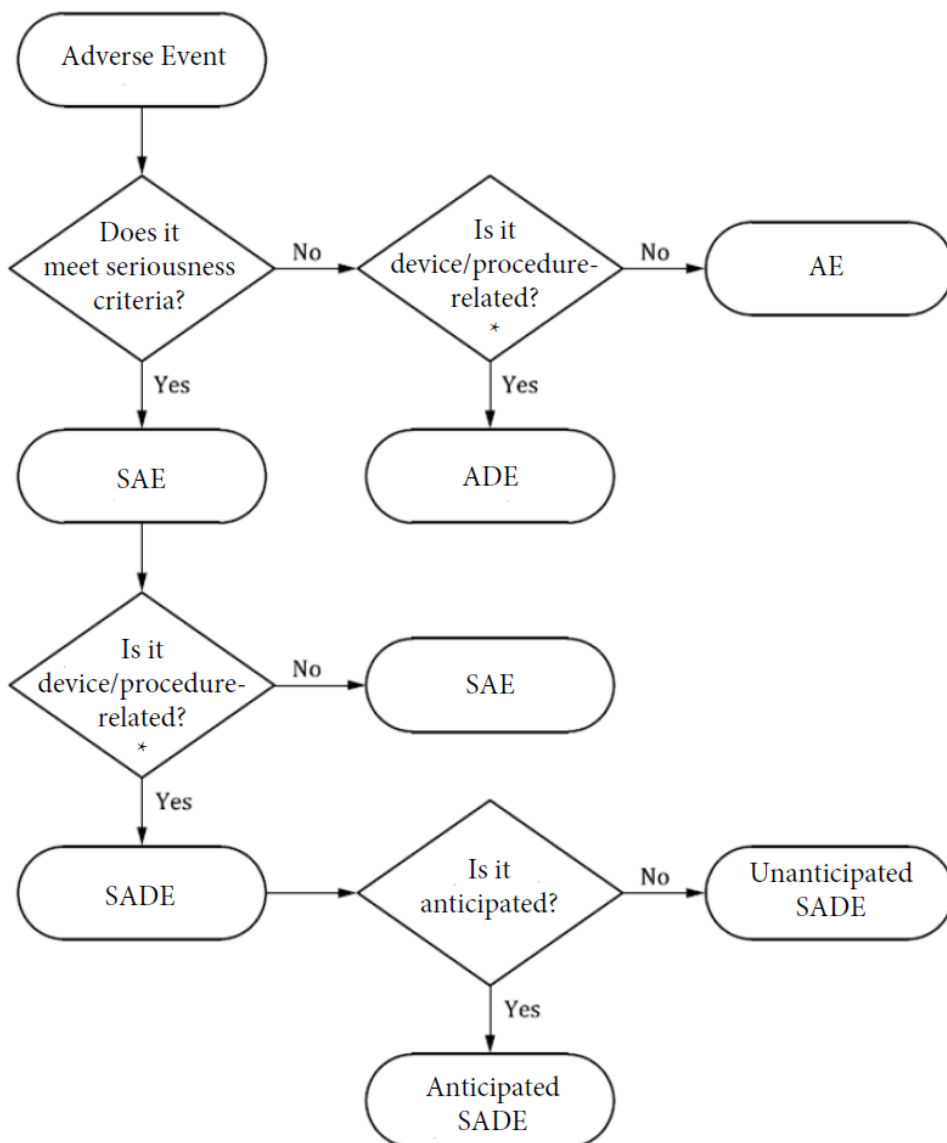 Adverse Event
Does it
meet seriousness
criteria?
No
Is it
device/procedure-
related?
*
No
AE
Yes
Yes
SAE
ADE
Is it
device/procedure-
related?
*
No
SAE
Yes
SADE
Is it
anticipated?
No
Unanticipated
SADE
Yes
Anticipated
SADE